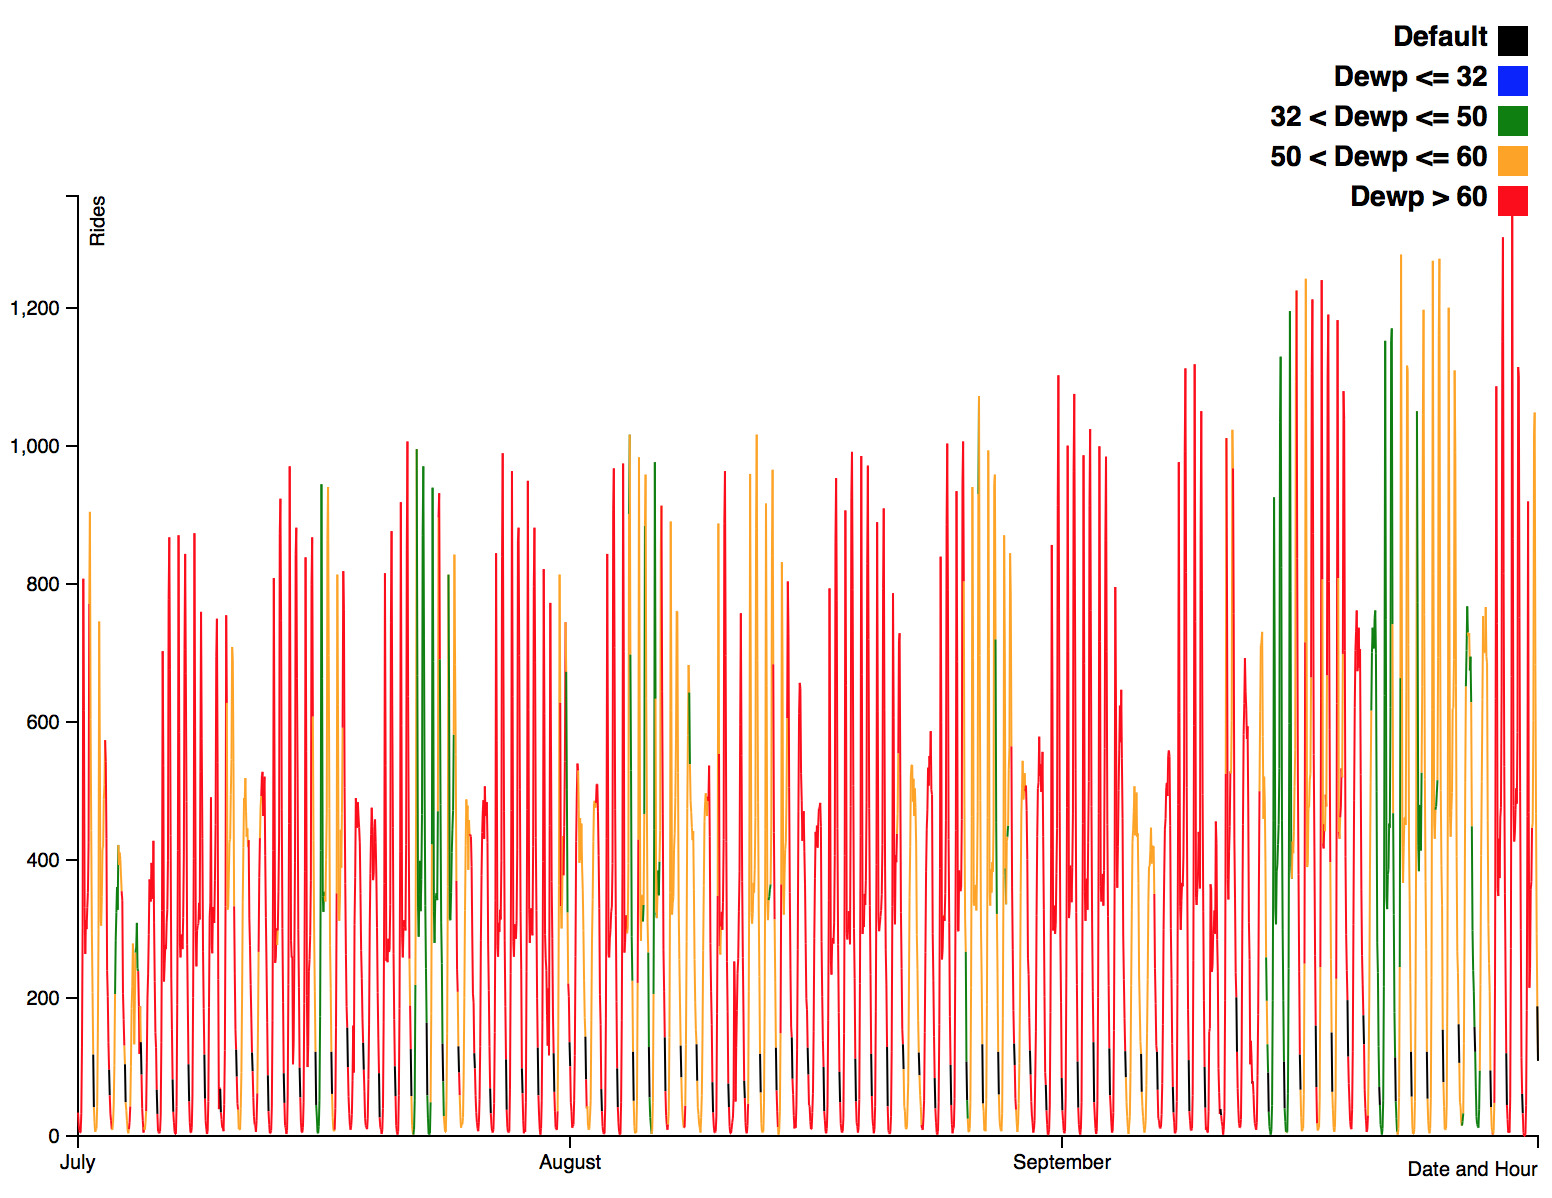 Default
Dewp <= 32
32 < Dewp <= 50
50 < Dewp <= 60
Dewp > 60
Rides
1,200
1,000
800
600
400
200
0
July
August
September
Date and Hour